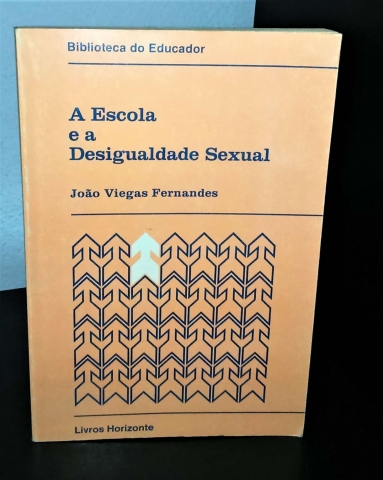 Biblioteca do Educador
A Escola
e a
Desigualdade Sexual
João Viegas Fernandes
Livros Horizonte